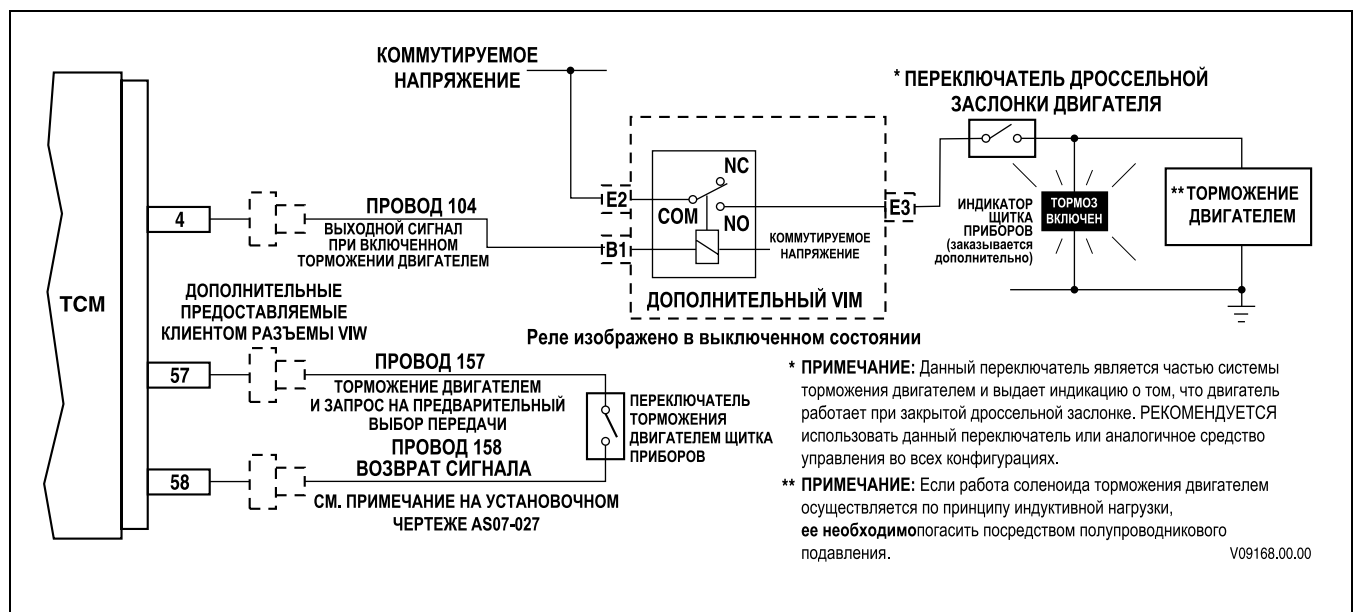 КОММУТИРУЕМОЕ
НАПРЯЖЕНИЕ
* ПЕРЕКЛЮЧАТЕЛЬ ДРОССЕЛЬНОЙ
ЗАСЛОНКИ ДВИГАТЕЛЯ
TCM
4
ПРОВОД 104
ВЫХОДНОЙ СИГНАЛ
ПРИ ВКЛЮЧЕННОМ
ТОРМОЖЕНИИ ДВИГАТЕЛЕМ
E2
B1
NC
COM
NO
КОММУТИРУЕМОЕ
НАПРЯЖЕНИЕ
E3
ИНДИКАТОР
ЩИТКА
ПРИБОРОВ
(заказывается
дополнительно)
ТОРМОЗ
ВКЛЮЧЕН
** ТОРМОЖЕНИЕ
ДВИГАТЕЛЕМ
ДОПОЛНИТЕЛЬНЫЙ VIM
Реле изображено в выключенном состоянии
ДОПОЛНИТЕЛЬНЫЕ
ПРЕДОСТАВЛЯЕМЫЕ
КЛИЕНТОМ РАЗЪЕМЫ VIW
57
ПРОВОД 157
ТОРМОЖЕНИЕ ДВИГАТЕЛЕМ
И ЗАПРОС НА ПРЕДВАРИТЕЛЬНЫЙ
ВЫБОР ПЕРЕДАЧИ
58
ПРОВОД 158
ВОЗВРАТ СИГНАЛА
СМ. ПРИМЕЧАНИЕ НА УСТАНОВОЧНОМ
ЧЕРТЕЖЕ AS07-027
ПЕРЕКЛЮЧАТЕЛЬ
ТОРМОЖЕНИЯ
ДВИГАТЕЛЕМ ЩИТКА
ПРИБОРОВ
* ПРИМЕЧАНИЕ: Данный переключатель является частью системы
торможения двигателем и выдает индикацию о том, что двигатель
работает при закрытой дроссельной заслонке. РЕКОМЕНДУЕТСЯ
использовать данный переключатель или аналогичное средство
управления во всех конфигурациях.
** ПРИМЕЧАНИЕ: Если работа соленоида торможения двигателем
осуществляется по принципу индуктивной нагрузки,
ее необходимопогасить посредством полупроводникового
подавления.
V09168.00.00